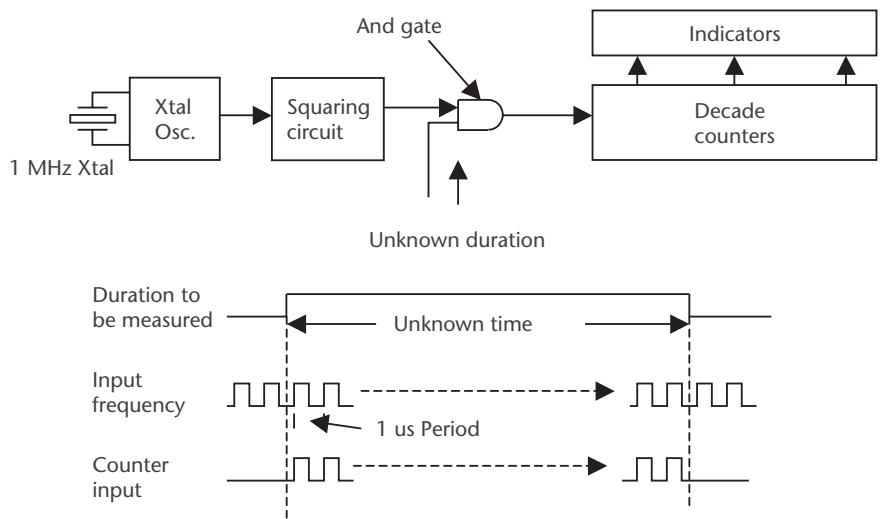 And gate
Indicators
Xtal
Osc.
Squaring
circuit
Decade
counters
1 MHz Xtal
Unknown duration
Duration to
be measured
Unknown time
Input
frequency
1 us Period
Counter
input